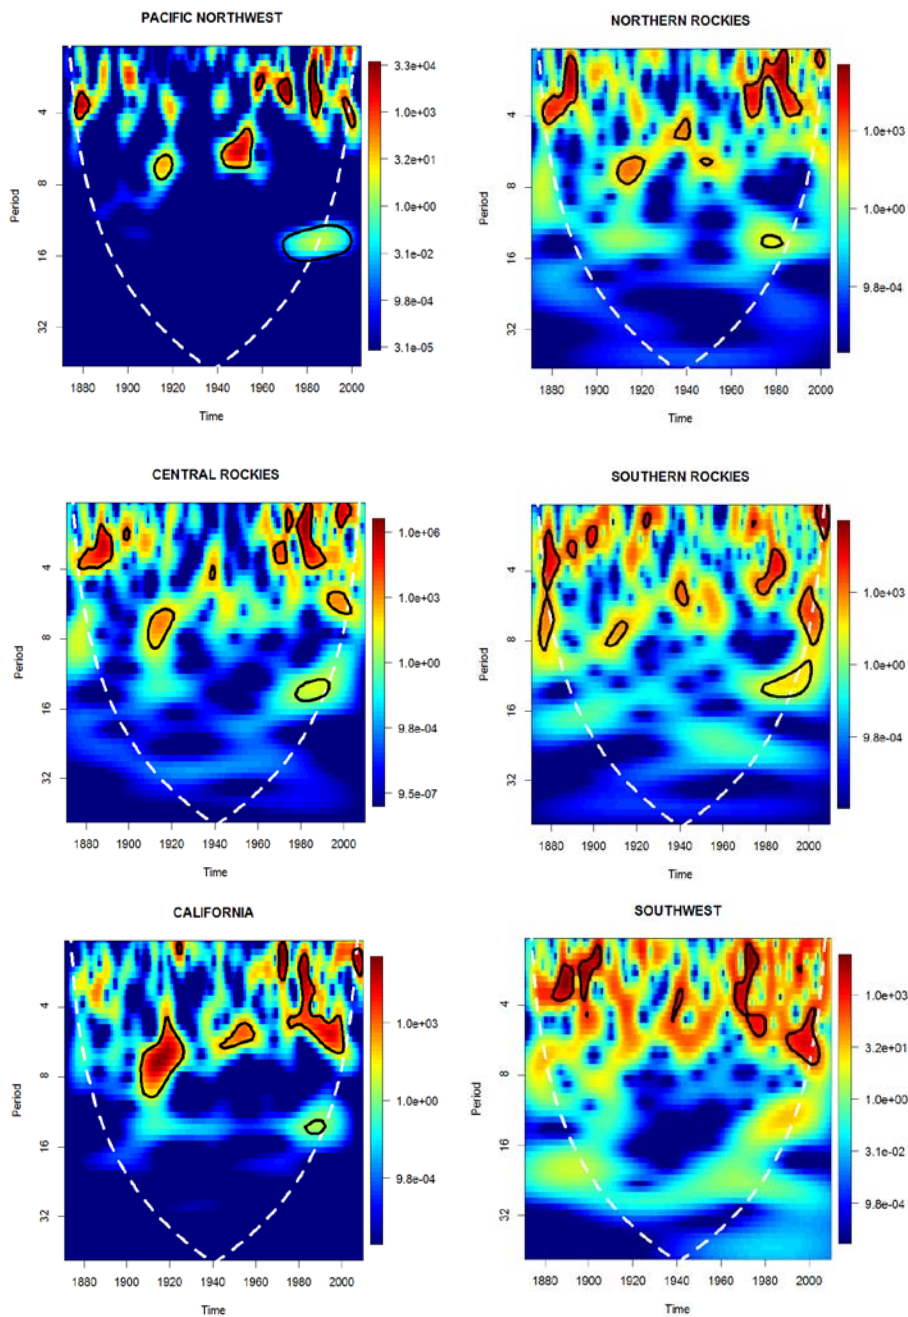 PACIFIC NORTHWEST
Period
4
8
16
32
1880 1900 1920 1940 1960 1980 2000
Time
3.3e+04
1.0e+03
3.2e+01
1.0e+00
3.1e-02
9.8e-04
3.1e-05
NORTHERN ROCKIES
Period
4
8
16
32
1880 1900 1920 1940 1960 1980 2000
Time
1.0e+03
1.0e+00
9.8e-04
CENTRAL ROCKIES
Period
4
8
16
32
1880 1900 1920 1940 1960 1980 2000
Time
1.0e+06
1.0e+03
1.0e+00
9.8e-04
9.5e-07
SOUTHERN ROCKIES
Period
4
8
16
32
1880 1900 1920 1940 1960 1980 2000
Time
1.0e+03
1.0e+00
9.8e-04
CALIFORNIA
Period
4
8
16
32
1880 1900 1920 1940 1960 1980 2000
Time
1.0e+03
1.0e+00
9.8e-04
SOUTHWEST
Period
4
8
16
32
1880 1900 1920 1940 1960 1980 2000
Time
1.0e+03
3.2e+01
1.0e+00
3.1e-02
9.8e-04